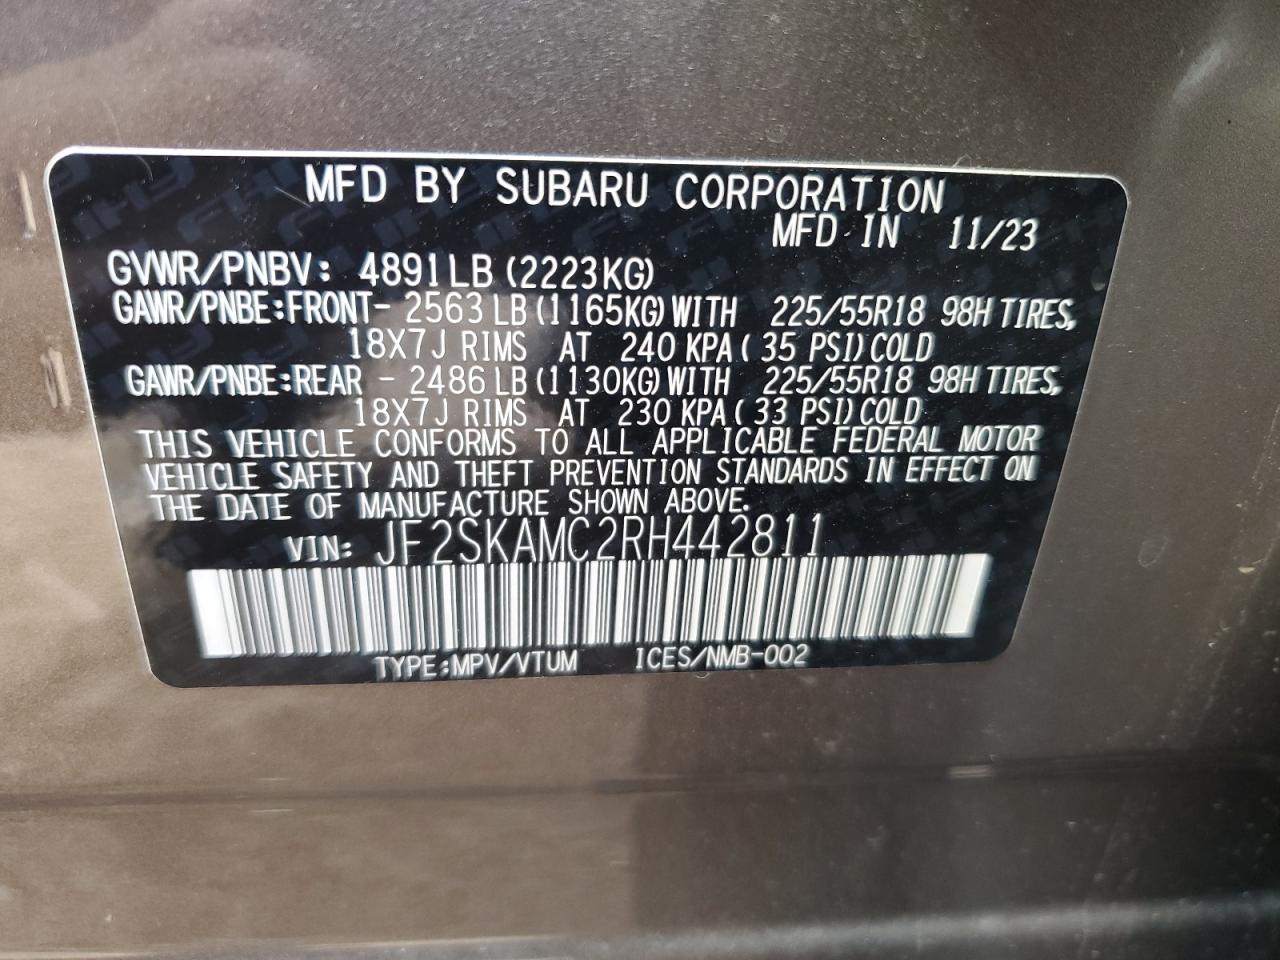 MFD BY SUBARU CORPORATION
MFD IN 11/23
GVWR/PNBV: 4891LB(2223KG)
GAWR/PNBE:FRONT- 2563LB(1165KG)WITH 225/55R18 98H TIRES,
18X7J RIMS AT 240 KPA( 35 PSI)COLD
GAWR/PNBE:REAR - 2486LB(1130KG)WITH 225/55R18 98H TIRES,
18X7J RIMS AT 230 KPA( 33 PSI)COLD
THIS VEHICLE CONFORMS TO ALL APPLICABLE FEDERAL MOTOR
VEHICLE SAFETY AND THEFT PREVENTION STANDARDS IN EFFECT ON
THE DATE OF MANUFACTURE SHOWN ABOVE.
VIN: JF2SKAMC2RH442811
TYPE:MPV/VTUM ICES/NMB-002